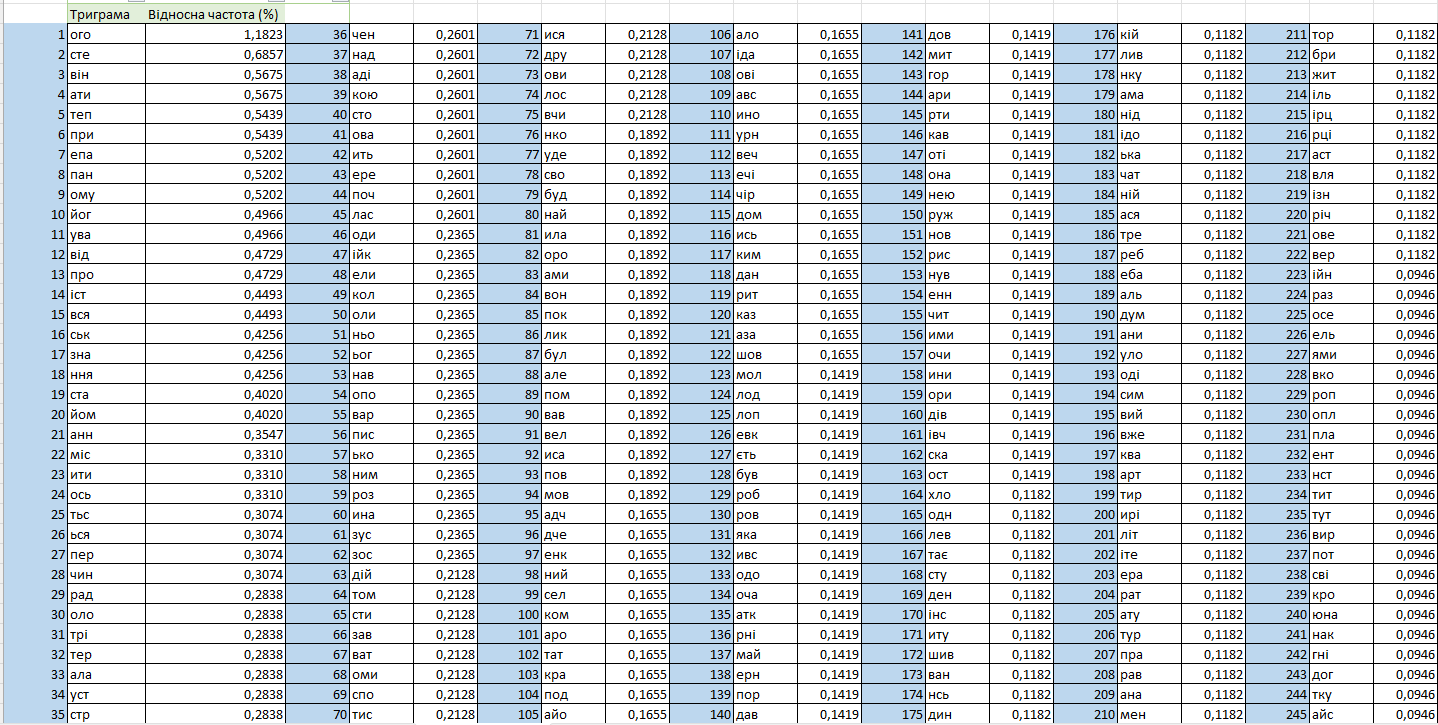 Триграма Відносна частота (%)
1 ого 1,1823 36 чен 0,2601 71 ися 0,2128 106 ало 0,1655 141 дов 0,1419 176 кій 0,1182 211 тор 0,1182
2 сте 0,6857 37 над 0,2601 72 дру 0,2128 107 іда 0,1655 142 мит 0,1419 177 лив 0,1182 212 бри 0,1182
3 він 0,5675 38 аді 0,2601 73 ови 0,2128 108 ові 0,1655 143 гор 0,1419 178 нку 0,1182 213 жит 0,1182
4 ати 0,5675 39 кою 0,2601 74 лос 0,2128 109 авс 0,1655 144 ари 0,1419 179 ама 0,1182 214 іль 0,1182
5 теп 0,5439 40 сто 0,2601 75 вчи 0,2128 110 ино 0,1655 145 рти 0,1419 180 нід 0,1182 215 ірц 0,1182
6 при 0,5439 41 ова 0,2601 76 нко 0,1892 111 урн 0,1655 146 кав 0,1419 181 ідо 0,1182 216 рці 0,1182
7 епа 0,5202 42 ить 0,2601 77 уде 0,1892 112 веч 0,1655 147 оті 0,1419 182 ька 0,1182 217 аст 0,1182
8 пан 0,5202 43 ере 0,2601 78 сво 0,1892 113 ечі 0,1655 148 она 0,1419 183 чат 0,1182 218 вля 0,1182
9 ому 0,5202 44 поч 0,2601 79 буд 0,1892 114 чір 0,1655 149 нею 0,1419 184 ній 0,1182 219 ізн 0,1182
10 йог 0,4966 45 лас 0,2601 80 най 0,1892 115 дом 0,1655 150 руж 0,1419 185 ася 0,1182 220 річ 0,1182
11 ува 0,4966 46 оди 0,2365 81 ила 0,1892 116 ись 0,1655 151 нов 0,1419 186 тре 0,1182 221 ове 0,1182
12 від 0,4729 47 ійк 0,2365 82 оро 0,1892 117 ким 0,1655 152 рис 0,1419 187 реб 0,1182 222 вер 0,1182
13 про 0,4729 48 ели 0,2365 83 ами 0,1892 118 дан 0,1655 153 нув 0,1419 188 еба 0,1182 223 ійн 0,0946
14 іст 0,4493 49 кол 0,2365 84 вон 0,1892 119 рит 0,1655 154 енн 0,1419 189 аль 0,1182 224 раз 0,0946
15 вся 0,4493 50 оли 0,2365 85 пок 0,1892 120 каз 0,1655 155 чит 0,1419 190 дум 0,1182 225 осе 0,0946
16 ськ 0,4256 51 ньо 0,2365 86 лик 0,1892 121 аза 0,1655 156 ими 0,1419 191 ани 0,1182 226 ель 0,0946
17 зна 0,4256 52 ьог 0,2365 87 бул 0,1892 122 шов 0,1655 157 очи 0,1419 192 уло 0,1182 227 ями 0,0946
18 ння 0,4256 53 нав 0,2365 88 але 0,1892 123 мол 0,1419 158 ини 0,1419 193 оді 0,1182 228 вко 0,0946
19 ста 0,4020 54 опо 0,2365 89 пом 0,1892 124 лод 0,1419 159 ори 0,1419 194 сим 0,1182 229 роп 0,0946
20 йом 0,4020 55 вар 0,2365 90 вав 0,1892 125 лоп 0,1419 160 дів 0,1419 195 вий 0,1182 230 опл 0,0946
21 анн 0,3547 56 пис 0,2365 91 вел 0,1892 126 евк 0,1419 161 івч 0,1419 196 вже 0,1182 231 пла 0,0946
22 міс 0,3310 57 ько 0,2365 92 иса 0,1892 127 єть 0,1419 162 ска 0,1419 197 ква 0,1182 232 ент 0,0946
23 ити 0,3310 58 ним 0,2365 93 пов 0,1892 128 був 0,1419 163 ост 0,1419 198 арт 0,1182 233 нст 0,0946
24 ось 0,3310 59 роз 0,2365 94 мов 0,1892 129 роб 0,1419 164 хло 0,1182 199 тир 0,1182 234 тит 0,0946
25 тьс 0,3074 60 ина 0,2365 95 адч 0,1655 130 ров 0,1419 165 одн 0,1182 200 ирі 0,1182 235 тут 0,0946
26 ься 0,3074 61 зус 0,2365 96 дче 0,1655 131 яка 0,1419 166 лев 0,1182 201 літ 0,1182 236 вир 0,0946
27 пер 0,3074 62 зос 0,2365 97 енк 0,1655 132 ивс 0,1419 167 тає 0,1182 202 іте 0,1182 237 пот 0,0946
28 чин 0,3074 63 дій 0,2128 98 ний 0,1655 133 одо 0,1419 168 сту 0,1182 203 ера 0,1182 238 сві 0,0946
29 рад 0,2838 64 том 0,2128 99 сел 0,1655 134 оча 0,1419 169 ден 0,1182 204 рат 0,1182 239 кро 0,0946
30 оло 0,2838 65 сти 0,2128 100 ком 0,1655 135 атк 0,1419 170 інс 0,1182 205 ату 0,1182 240 юна 0,0946
31 трі 0,2838 66 зав 0,2128 101 аро 0,1655 136 рні 0,1419 171 иту 0,1182 206 тур 0,1182 241 нак 0,0946
32 тер 0,2838 67 ват 0,2128 102 тат 0,1655 137 май 0,1419 172 шив 0,1182 207 пра 0,1182 242 гні 0,0946
33 ала 0,2838 68 оми 0,2128 103 кра 0,1655 138 ерн 0,1419 173 ван 0,1182 208 рав 0,1182 243 дог 0,0946
34 уст 0,2838 69 спо 0,2128 104 под 0,1655 139 пор 0,1419 174 нсь 0,1182 209 ана 0,1182 244 тку 0,0946
35 стр 0,2838 70 тис 0,2128 105 айо 0,1655 140 дав 0,1419 175 дин 0,1182 210 мен 0,1182 245 айс 0,0946